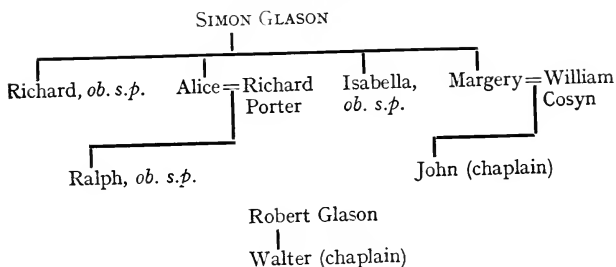 SIMON GLASON
Richard, ob. s.p. Alice=Richard Porter Isabella, ob. s.p. Margery=William Cosyn
Ralph, ob. s.p. John (chaplain)
Robert Glason
Walter (chaplain)